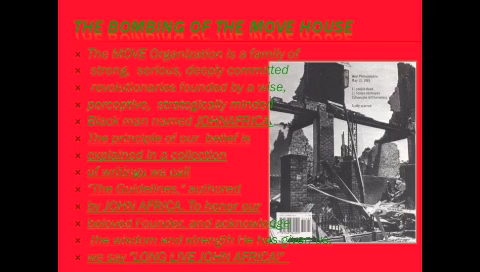 THE BOMBING OF THE MOVE HOUSE
The MOVE Organization is a family of
strong, serious, deeply committed
revolutionaries founded by a wise,
perceptive, strategically minded
Black man named JOHN AFRICA.
The principle of our belief is
explained in a collection
of writings we call
"The Guidelines," authored
by JOHN AFRICA. To honor our
beloved Founder, and acknowledge
the wisdom and strength He has given us,
we say "LONG LIVE JOHN AFRICA!"